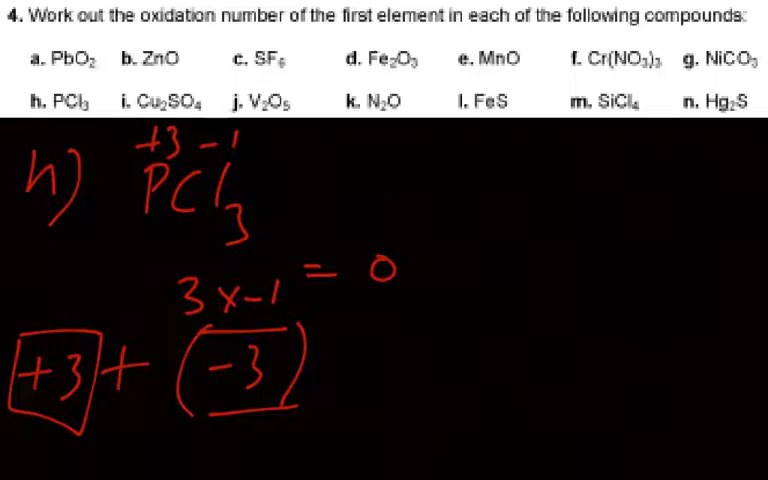 4. Work out the oxidation number of the first element in each of the following compounds:
a. PbO₂ b. ZnO c. SF₆ d. Fe₂O₃ e. MnO f. Cr(NO₃)₃ g. NiCO₃
h. PCl₃ i. Cu₂SO₄ j. V₂O₅ k. N₂O l. FeS m. SiCl₄ n. Hg₂S
+3 -1
h) PCl₃
3 x -1 = 0
+3 + (-3)